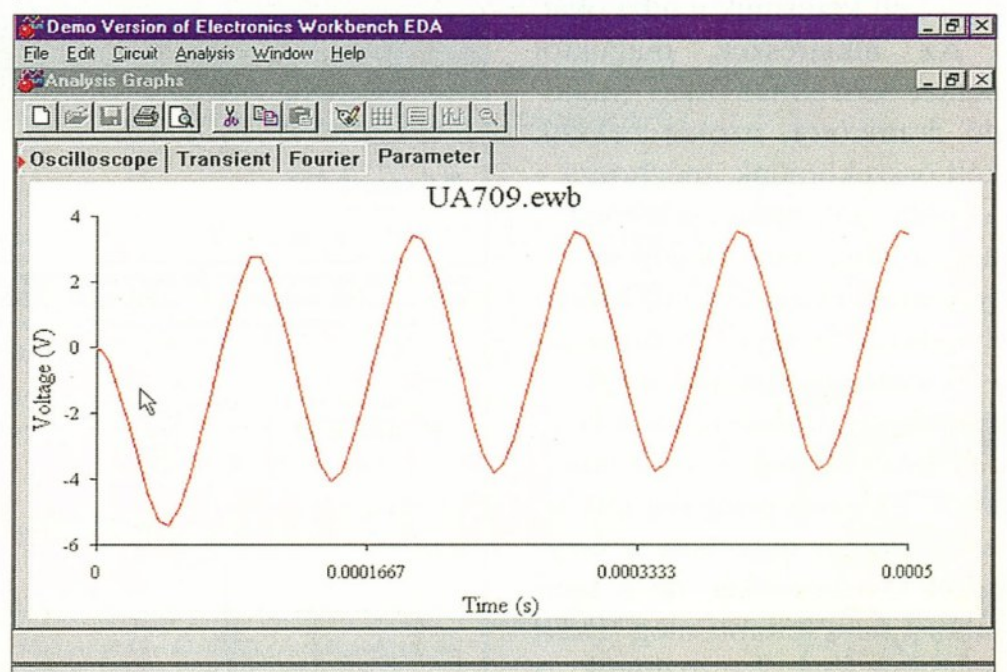 Demo Version of Electronics Workbench EDA
File Edit Circuit Analysis Window Help
Analysis Graphs
Oscilloscope Transient Fourier Parameter
UA709.ewb
4
2
0
-2
-4
-6
Voltage (V)
0 0.0001667 0.0003333 0.0005
Time (s)